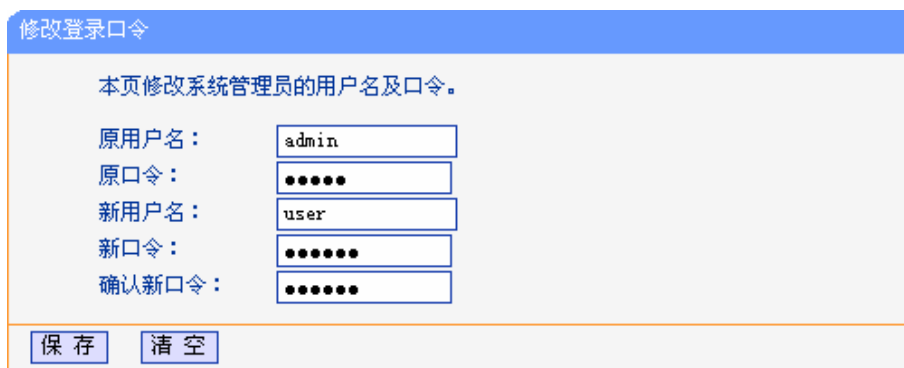 修改登录口令
本页修改系统管理员的用户名及口令。
原用户名： admin
原口令： ●●●●●
新用户名： user
新口令： ●●●●●●
确认新口令： ●●●●●●
保 存 清 空